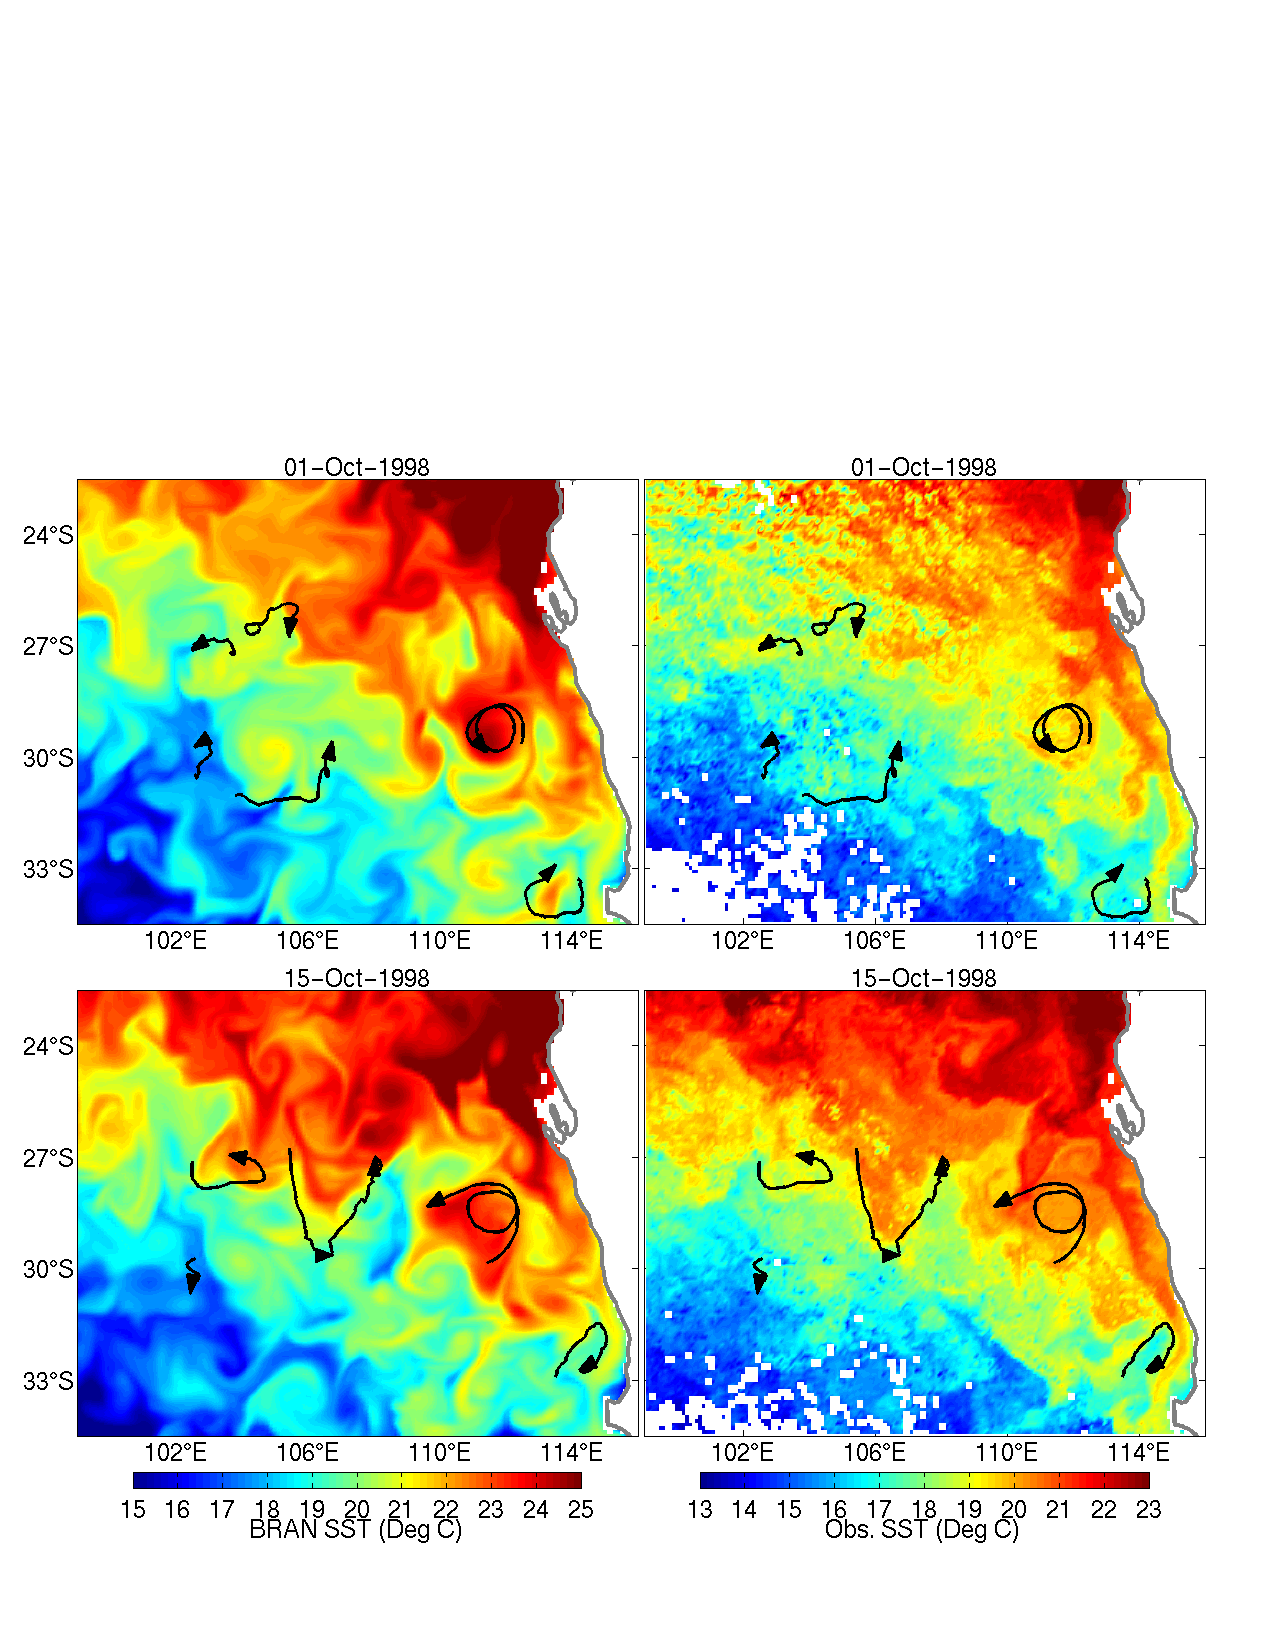 01-Oct-1998 01-Oct-1998
24°S
27°S
30°S
33°S
102°E 106°E 110°E 114°E 102°E 106°E 110°E 114°E
15-Oct-1998 15-Oct-1998
24°S
27°S
30°S
33°S
102°E 106°E 110°E 114°E 102°E 106°E 110°E 114°E
15 16 17 18 19 20 21 22 23 24 25 13 14 15 16 17 18 19 20 21 22 23
BRAN SST (Deg C) Obs. SST (Deg C)